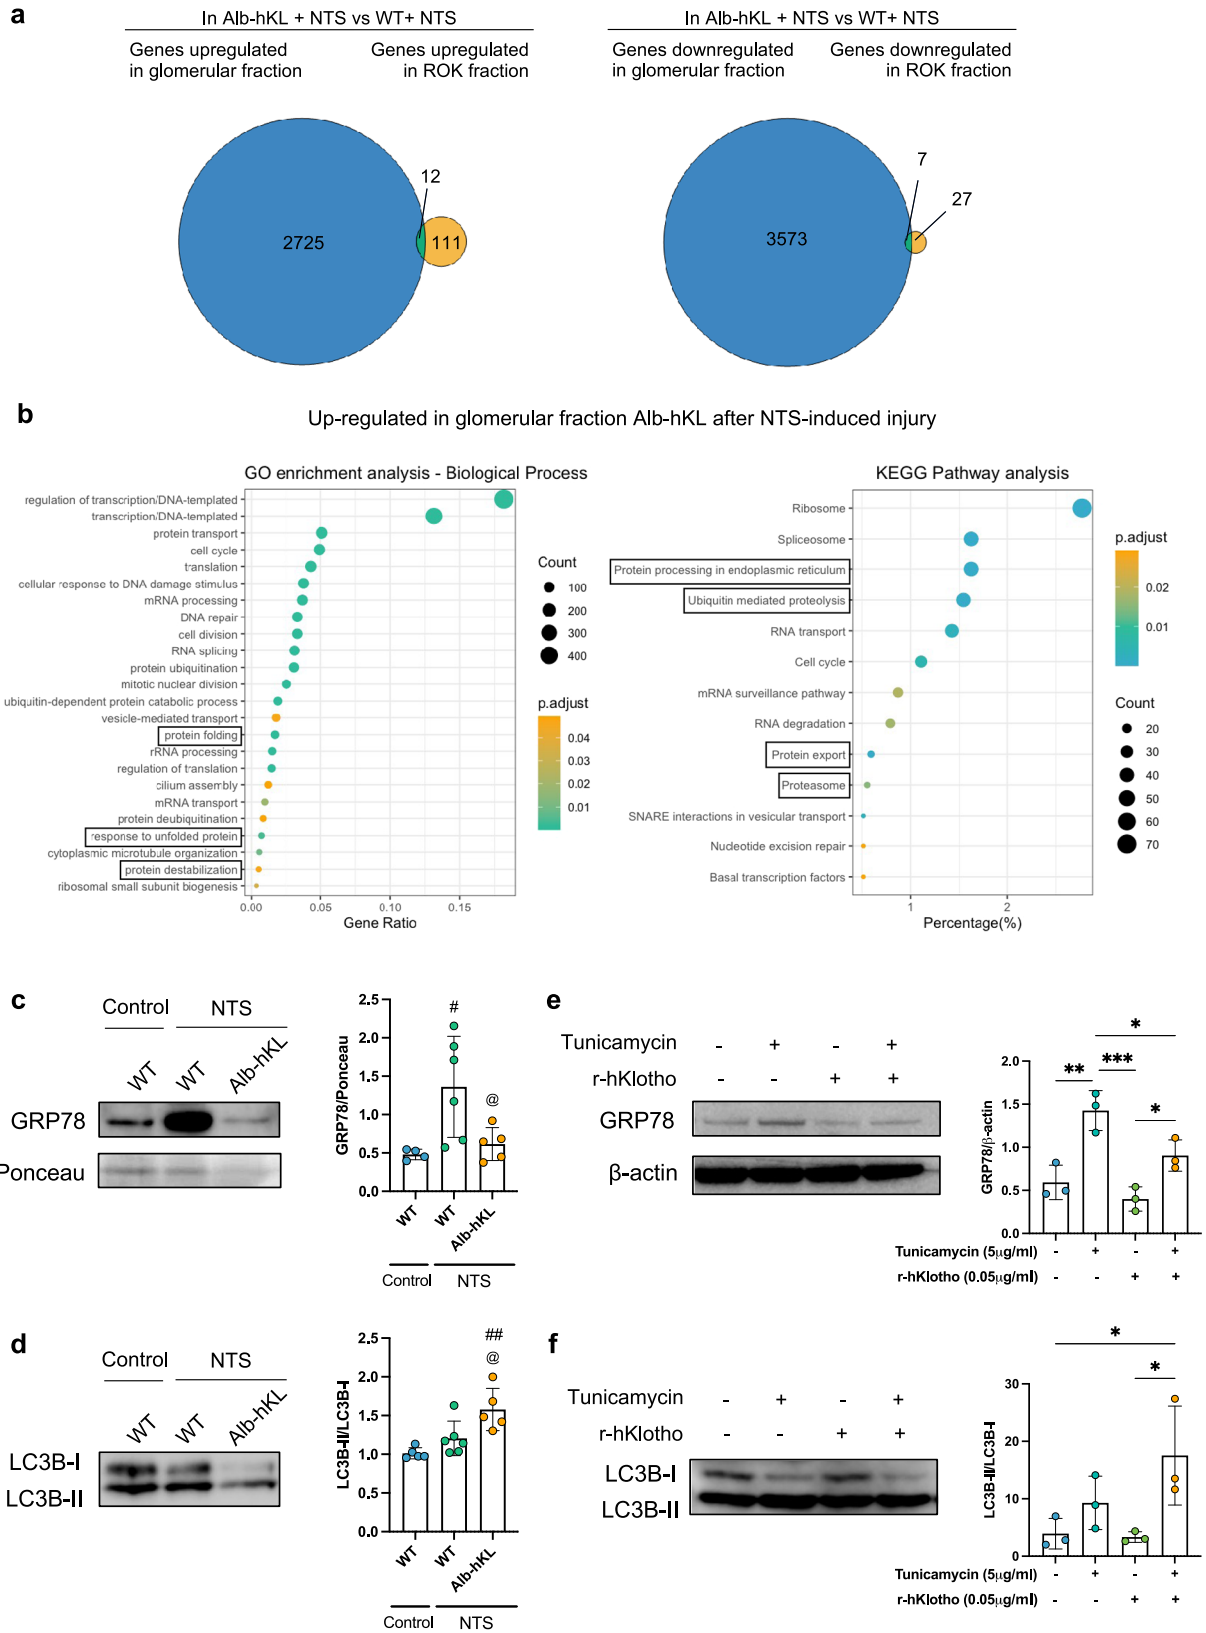 a
In Alb-hKL + NTS vs WT+ NTS
Genes upregulated
in glomerular fraction
Genes upregulated
in ROK fraction
12
2725
111
In Alb-hKL + NTS vs WT+ NTS
Genes downregulated
in glomerular fraction
Genes downregulated
in ROK fraction
7
27
3573
b
Up-regulated in glomerular fraction Alb-hKL after NTS-induced injury
GO enrichment analysis - Biological Process
regulation of transcription/DNA-templated
transcription/DNA-templated
protein transport
cell cycle
translation
cellular response to DNA damage stimulus
mRNA processing
DNA repair
cell division
RNA splicing
protein ubiquitination
mitotic nuclear division
ubiquitin-dependent protein catabolic process
vesicle-mediated transport
protein folding
rRNA processing
regulation of translation
cilium assembly
mRNA transport
protein deubiquitination
response to unfolded protein
cytoplasmic microtubule organization
protein destabilization
ribosomal small subunit biogenesis
0.00 0.05 0.10 0.15
Gene Ratio
Count
100
200
300
400
p.adjust
0.04
0.03
0.02
0.01
KEGG Pathway analysis
Ribosome
Spliceosome
Protein processing in endoplasmic reticulum
Ubiquitin mediated proteolysis
RNA transport
Cell cycle
mRNA surveillance pathway
RNA degradation
Protein export
Proteasome
SNARE interactions in vesicular transport
Nucleotide excision repair
Basal transcription factors
1 2
Percentage(%)
p.adjust
0.02
0.01
Count
20
30
40
50
60
70
c
Control NTS
WT WT Alb-hKL
GRP78
Ponceau
GRP78/Ponceau
2.5
2.0
1.5
1.0
0.5
0.0
#
@
WT WT Alb-hKL
Control NTS
e
Tunicamycin - + - +
r-hKlotho - - + +
GRP78
β-actin
GRP78/β-actin
2.0
1.5
1.0
0.5
0.0
*
** ***
*
Tunicamycin (5μg/ml) - + - +
r-hKlotho (0.05μg/ml) - - + +
d
Control NTS
WT WT Alb-hKL
LC3B-I
LC3B-II
LC3B-II/LC3B-I
2.5
2.0
1.5
1.0
0.5
0.0
##
@
WT WT Alb-hKL
Control NTS
f
Tunicamycin - + - +
r-hKlotho - - + +
LC3B-I
LC3B-II
LC3B-II/LC3B-I
30
20
10
0
*
*
Tunicamycin (5μg/ml) - + - +
r-hKlotho (0.05μg/ml) - - + +